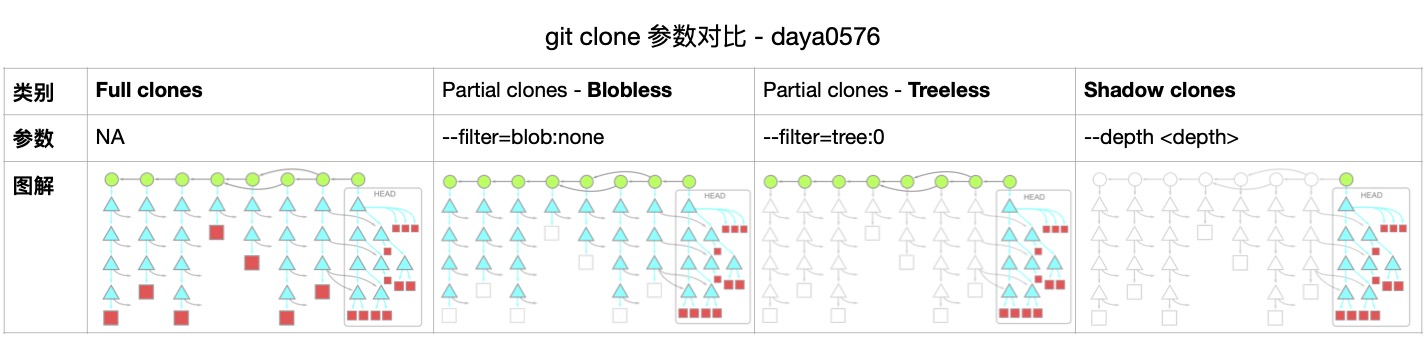 git clone 参数对比 - daya0576
类别 Full clones Partial clones - Blobless Partial clones - Treeless Shadow clones
参数 NA --filter=blob:none --filter=tree:0 --depth <depth>
图解 HEAD HEAD HEAD HEAD